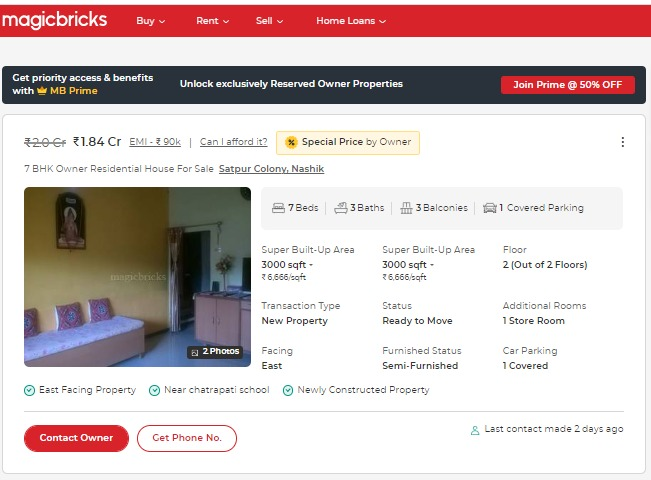 magicbricks
Buy Rent Sell Home Loans
Get priority access & benefits
with MB Prime
Unlock exclusively Reserved Owner Properties
Join Prime @ 50% OFF
₹2.0 Cr ₹1.84 Cr EMI - ₹ 90k | Can I afford it? % Special Price by Owner
7 BHK Owner Residential House For Sale Satpur Colony, Nashik
magicbricks
2 Photos
7 Beds 3 Baths 3 Balconies 1 Covered Parking
Super Built-Up Area Super Built-Up Area Floor
3000 sqft - 3000 sqft - 2 (Out of 2 Floors)
₹ 6,666/sqft ₹ 6,666/sqft
Transaction Type Status Additional Rooms
New Property Ready to Move 1 Store Room
Facing Furnished Status Car Parking
East Semi-Furnished 1 Covered
East Facing Property Near chatrapati school Newly Constructed Property
Contact Owner Get Phone No. Last contact made 2 days ago